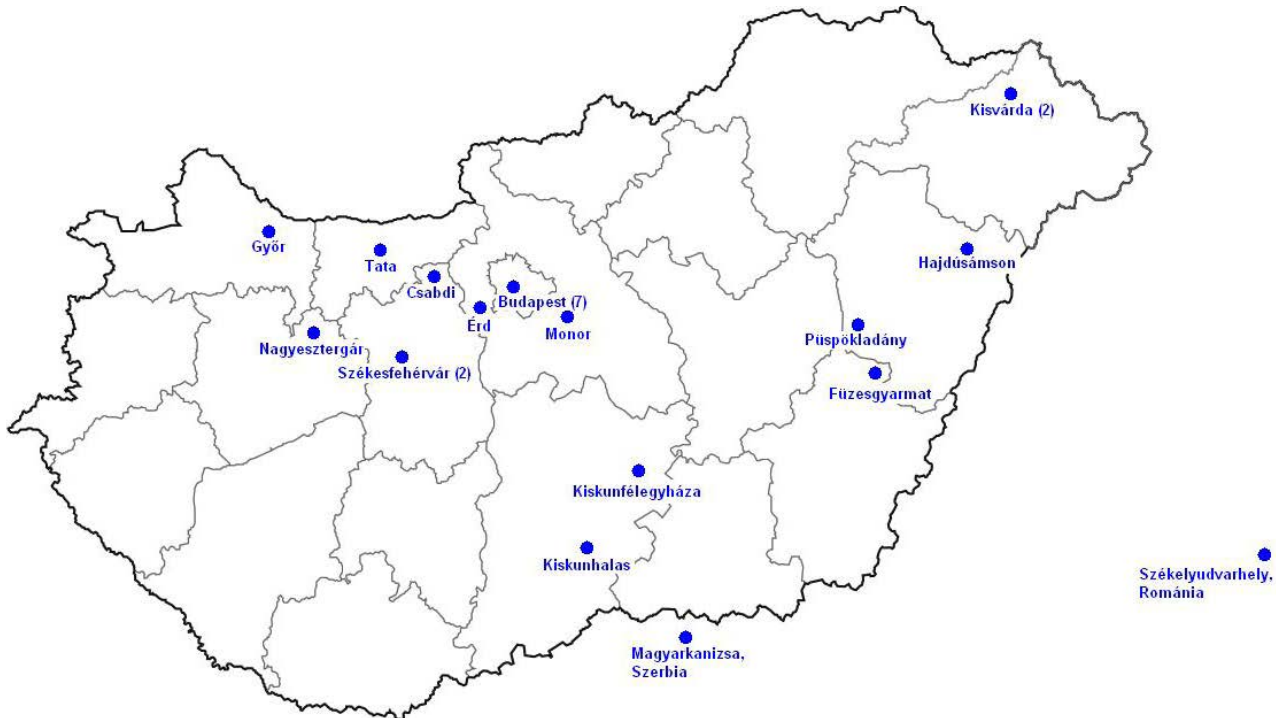 Kisvárda (2)
Győr
Tata
Hajdúsámson
Csabdi
Budapest (7)
Érd
Monor
Püspökladány
Nagyesztergár
Székesfehérvár (2)
Füzesgyarmat
Kiskunfélegyháza
Kiskunhalas
Székelyudvarhely,
Románia
Magyarkanizsa,
Szerbia